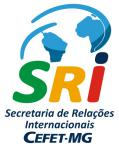 SRi
Secretaria de Relações
Internacionais
CEFET-MG